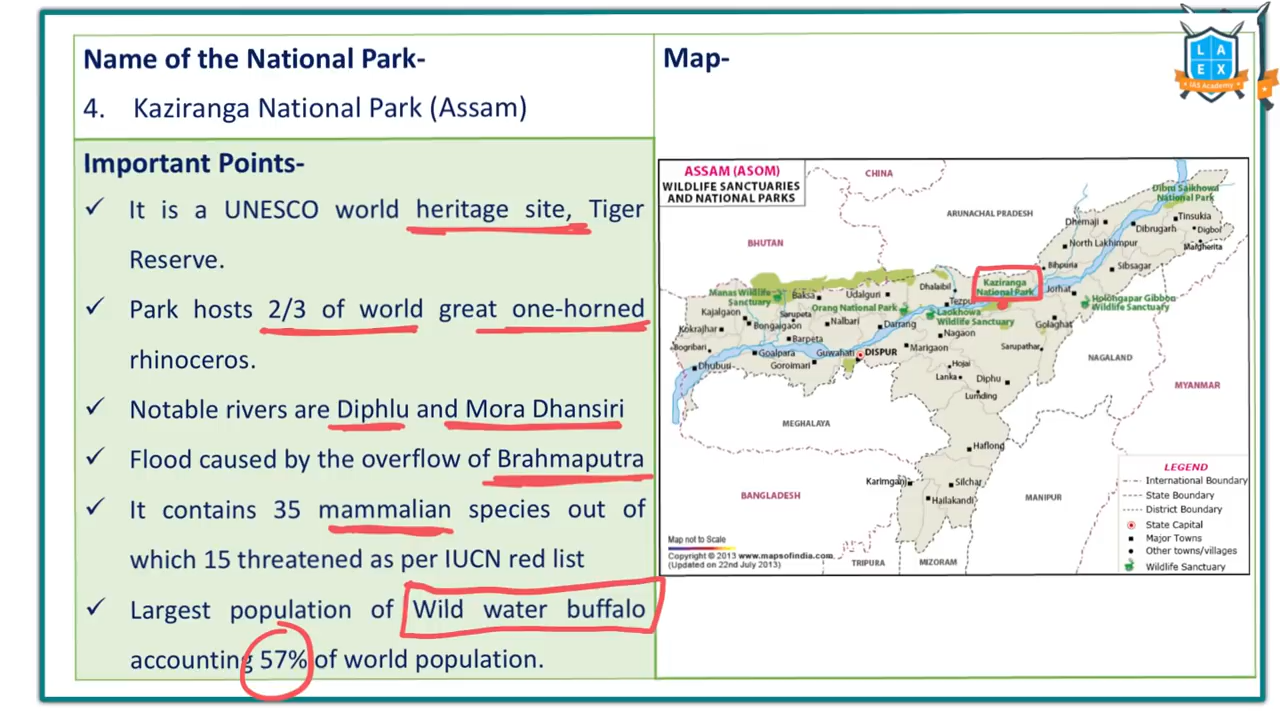 Name of the National Park-
4. Kaziranga National Park (Assam)
Important Points-
✓ It is a UNESCO world heritage site, Tiger
Reserve.
✓ Park hosts 2/3 of world great one-horned
rhinoceros.
✓ Notable rivers are Diphlu and Mora Dhansiri
✓ Flood caused by the overflow of Brahmaputra
✓ It contains 35 mammalian species out of
which 15 threatened as per IUCN red list
✓ Largest population of Wild water buffalo
accounting 57% of world population.
Map-
L A
E X
IAS Academy
ASSAM (ASOM)
WILDLIFE SANCTUARIES
AND NATIONAL PARKS
CHINA
ARUNACHAL PRADESH
BHUTAN
Dibru Saikhowa
National Park
Tinsukia
Dhemaji
Dibrugarh
Digboi
North Lakhimpur
Margherita
Bihpuria
Sibsagar
Kaziranga
National Park
Dhalaibil
Jorhat
Manas Wildlife
Sanctuary
Baksa
Udalguri
Tezpur
Holongapar Gibbon
Wildlife Sanctuary
Orang National Park
Laokhowa
Wildlife Sanctuary
Kajalgaon
Sarupeta
Bongaigaon
Nalbari
Darrang
Golaghat
Kokrajhar
Barpeta
Nagaon
Bogribari
Goalpara
Guwahati
DISPUR
Marigaon
Sarupathar
NAGALAND
Dhuburi
Goroimari
Hojai
Lanka
Diphu
MYANMAR
Lumding
MEGHALAYA
Haflong
Karimganj
Silchar
Hailakandi
BANGLADESH
MANIPUR
TRIPURA
MIZORAM
LEGEND
International Boundary
State Boundary
District Boundary
State Capital
Major Towns
Other towns/villages
Wildlife Sanctuary
Map not to Scale
Copyright © 2013 www.mapsofindia.com
(Updated on 22nd July 2013)